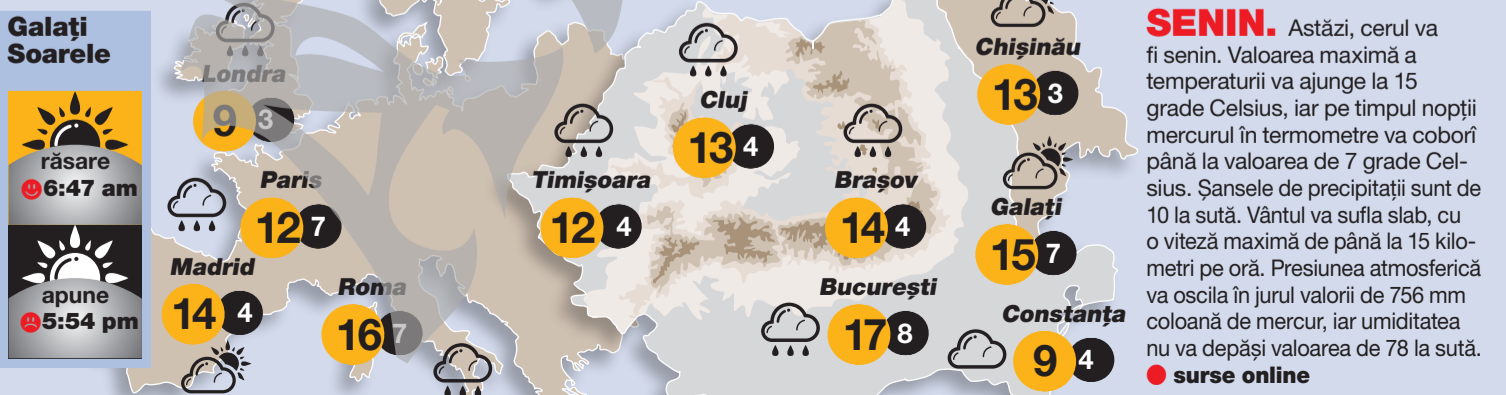 Galați
Soarele
răsare
6:47 am
apune
5:54 pm
Londra
9 3
Paris
12 7
Madrid
14 4
Roma
16 7
Timișoara
12 4
Cluj
13 4
Brașov
14 4
București
17 8
Chișinău
13 3
Galați
15 7
Constanța
9 4
SENIN. Astăzi, cerul va
fi senin. Valoarea maximă a
temperaturii va ajunge la 15
grade Celsius, iar pe timpul nopții
mercurul în termometre va coborî
până la valoarea de 7 grade Cel-
sius. Șansele de precipitații sunt de
10 la sută. Vântul va sufla slab, cu
o viteză maximă de până la 15 kilo-
metri pe oră. Presiunea atmosferică
va oscila în jurul valorii de 756 mm
coloană de mercur, iar umiditatea
nu va depăși valoarea de 78 la sută.
surse online